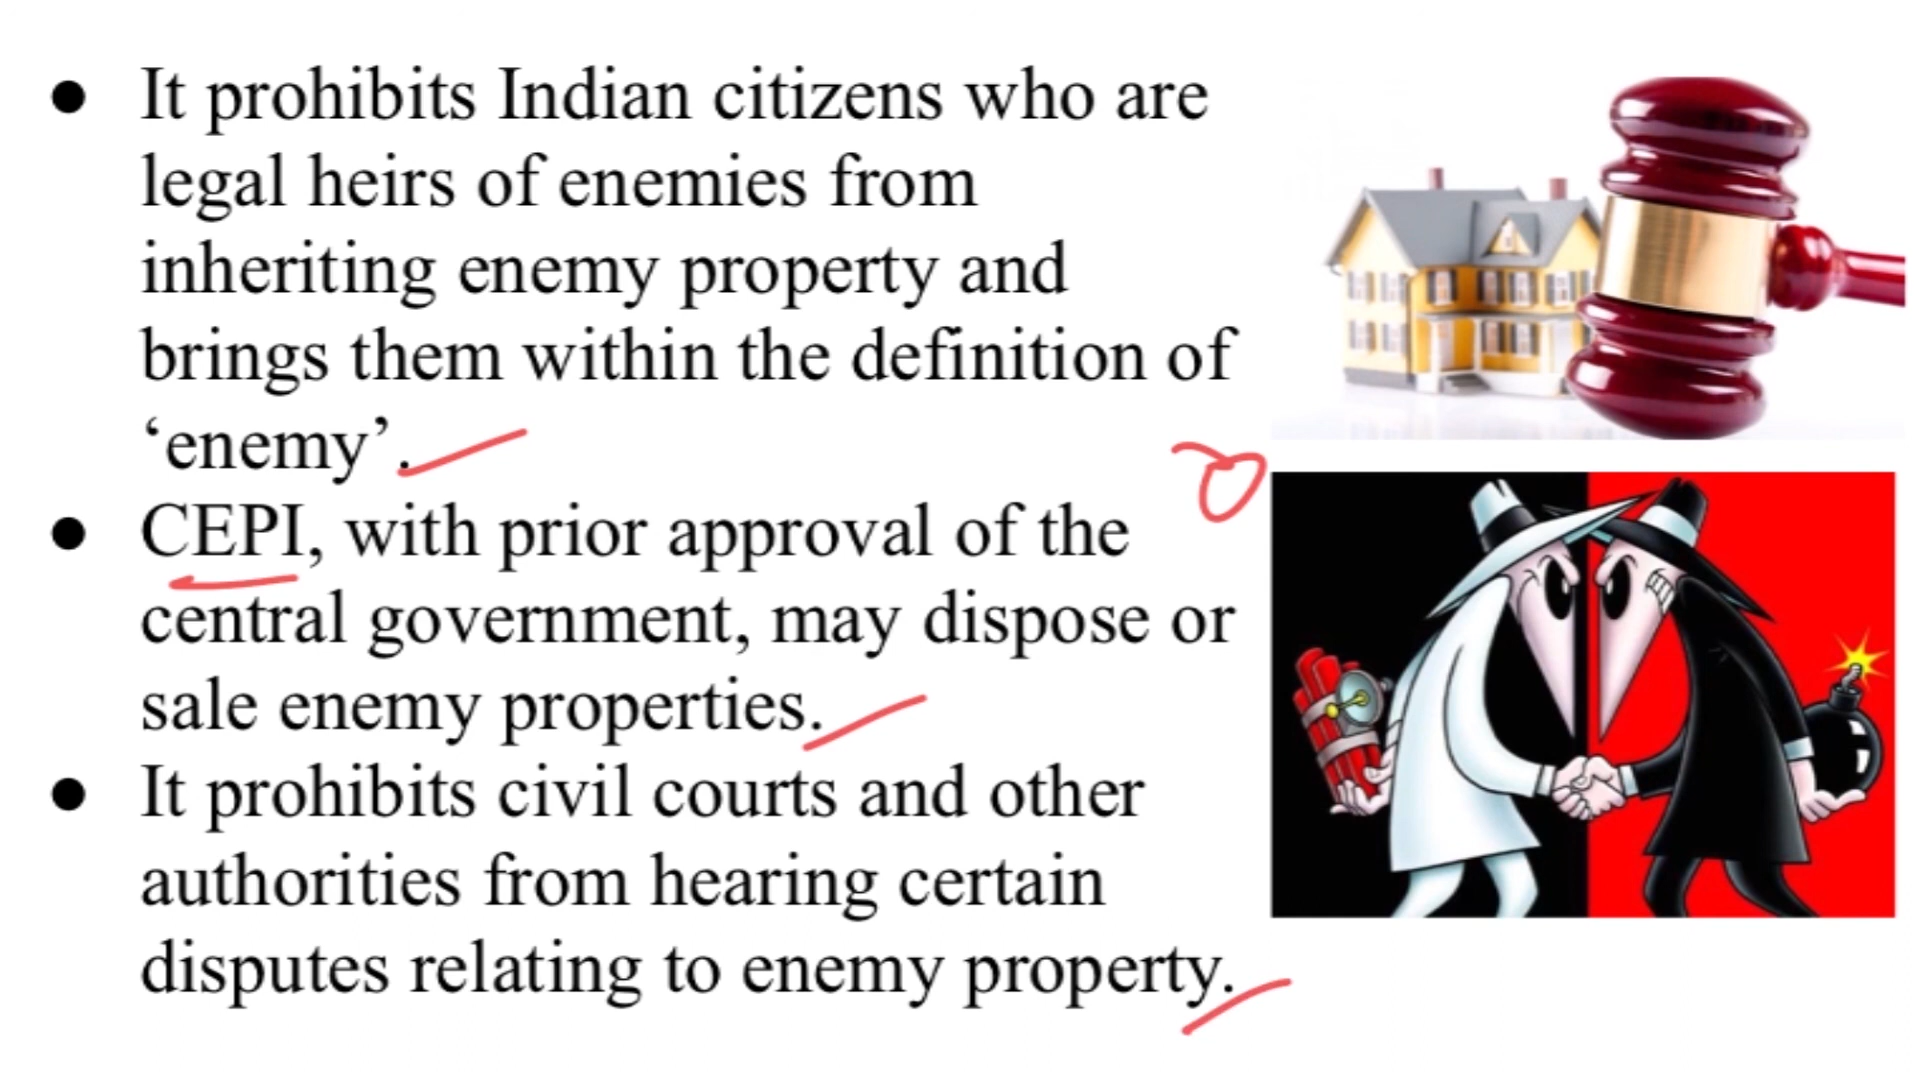 ● It prohibits Indian citizens who are
legal heirs of enemies from
inheriting enemy property and
brings them within the definition of
‘enemy’.
● CEPI, with prior approval of the
central government, may dispose or
sale enemy properties.
● It prohibits civil courts and other
authorities from hearing certain
disputes relating to enemy property.